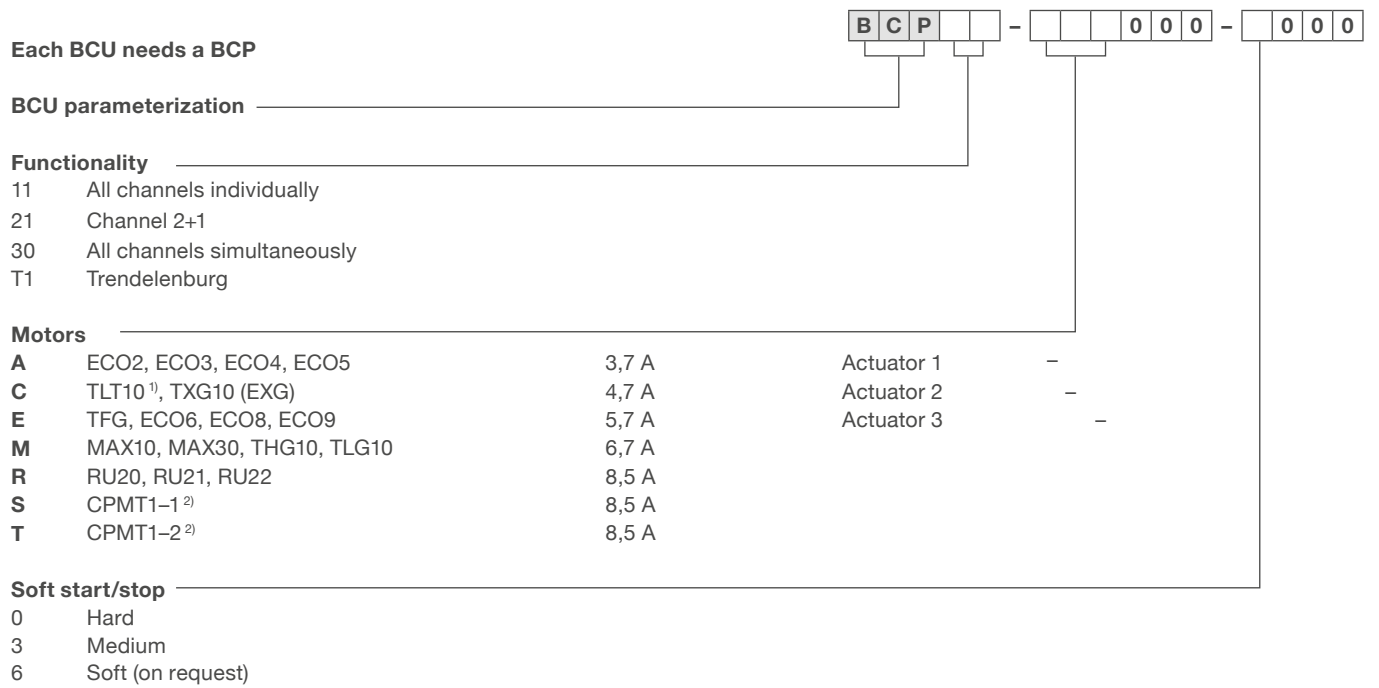 B C P – 0 0 0 – 0 0 0
Each BCU needs a BCP
BCU parameterization
Functionality
11 All channels individually
21 Channel 2+1
30 All channels simultaneously
T1 Trendelenburg
Motors
A ECO2, ECO3, ECO4, ECO5 3,7 A Actuator 1 –
C TLT10 1), TXG10 (EXG) 4,7 A Actuator 2 –
E TFG, ECO6, ECO8, ECO9 5,7 A Actuator 3 –
M MAX10, MAX30, THG10, TLG10 6,7 A
R RU20, RU21, RU22 8,5 A
S CPMT1–1 2) 8,5 A
T CPMT1–2 2) 8,5 A
Soft start/stop
0 Hard
3 Medium
6 Soft (on request)